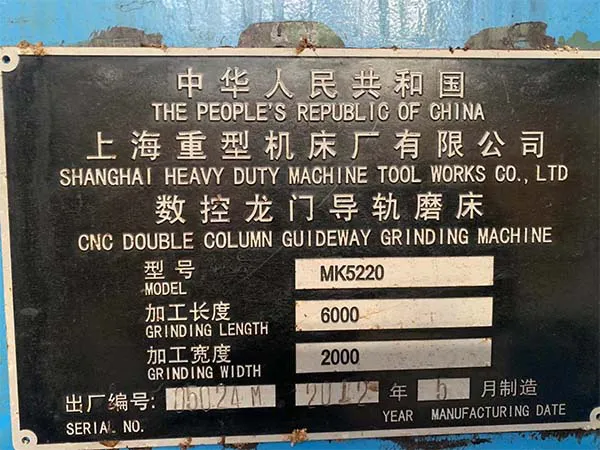 中华人民共和国
THE PEOPLE'S REPUBLIC OF CHINA
上海重型机床厂有限公司
SHANGHAI HEAVY DUTY MACHINE TOOL WORKS CO., LTD
数控龙门导轨磨床
CNC DOUBLE COLUMN GUIDEWAY GRINDING MACHINE
型号 MK5220
MODEL
加工长度 6000
GRINDING LENGTH
加工宽度 2000
GRINDING WIDTH
出厂编号: 05024M 2012 年 5 月制造
SERIAL NO. YEAR MANUFACTURING DATE